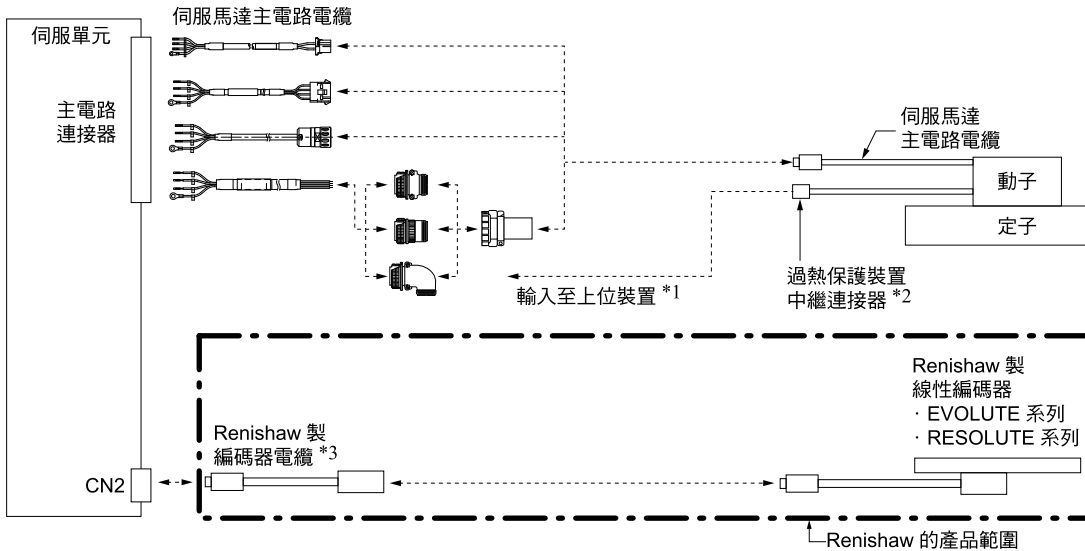 伺服馬達主電路電纜
伺服單元
主電路
連接器
伺服馬達
主電路電纜
動子
定子
過熱保護裝置
中繼連接器 *2
輸入至上位裝置 *1
Renishaw 製
線性編碼器
· EVOLUTE 系列
· RESOLUTE 系列
Renishaw 製
編碼器電纜 *3
CN2
Renishaw 的產品範圍